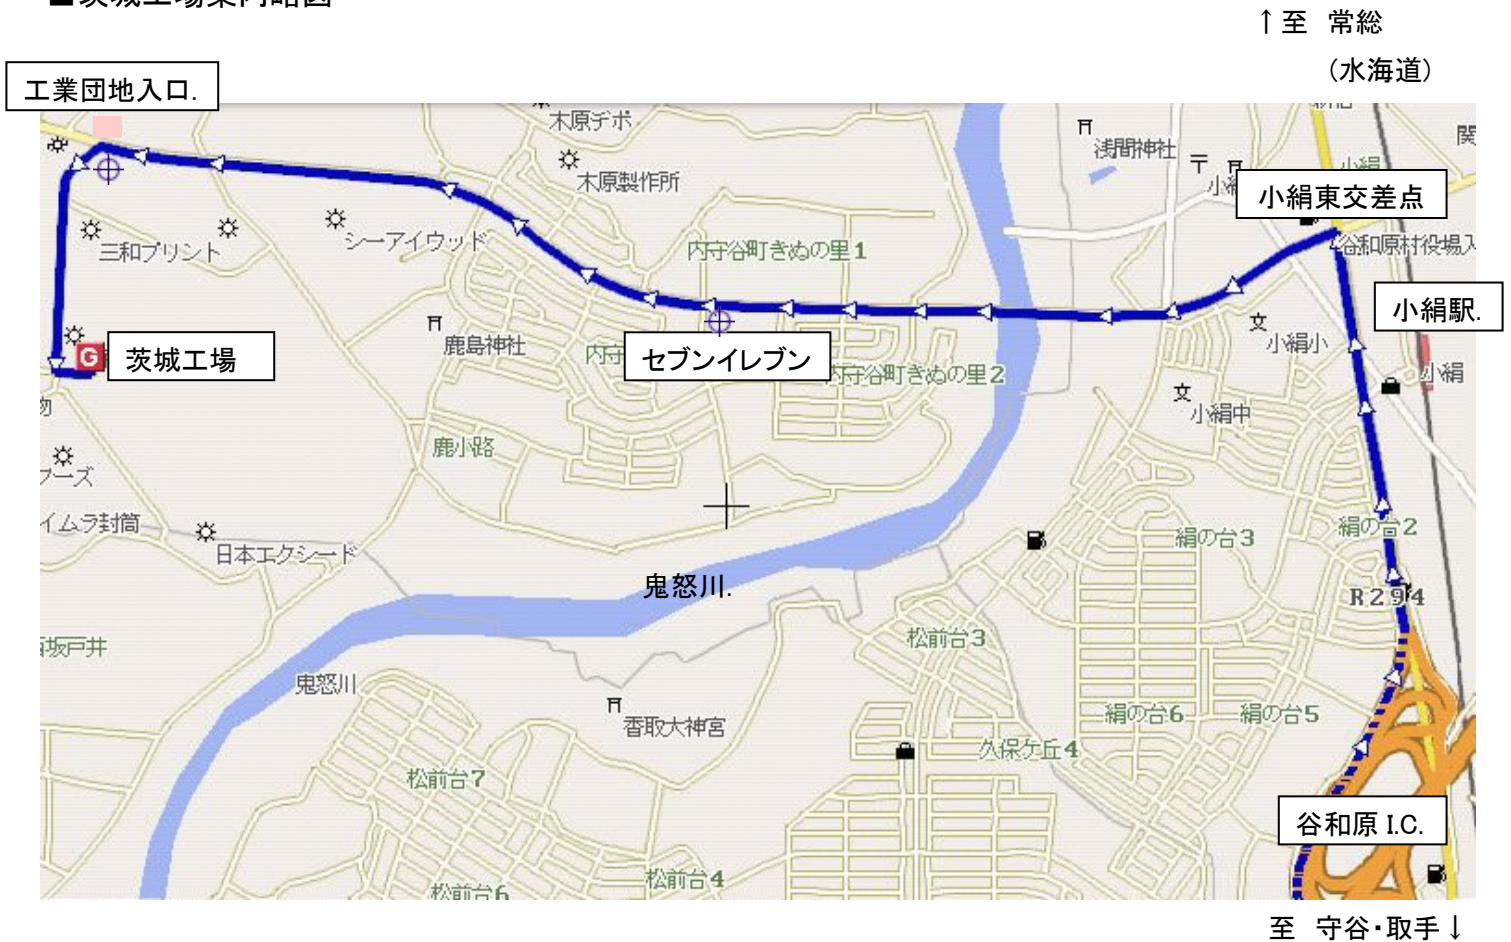 ■茨城工場案内略図
↑至 常総
(水海道)
工業団地入口.
木原デポ
浅間神社
関
小絹
木原製作所
小絹東交差点
三和プリント
シーアイウッド
内守谷町きぬの里1
谷和原村役場入
小絹駅.
鹿島神社
小絹小
茨城工場
G
セブンイレブン
内守谷町きぬの里2
小絹
物
小絹中
鹿小路
フーズ
イムラ封筒
日本エクシード
絹の台3
絹の台2
鬼怒川.
R294
坂戸井
松前台3
鬼怒川
香取大神宮
絹の台6
絹の台5
久保ケ丘4
松前台7
谷和原 I.C.
松前台4
松前台6
至 守谷・取手↓